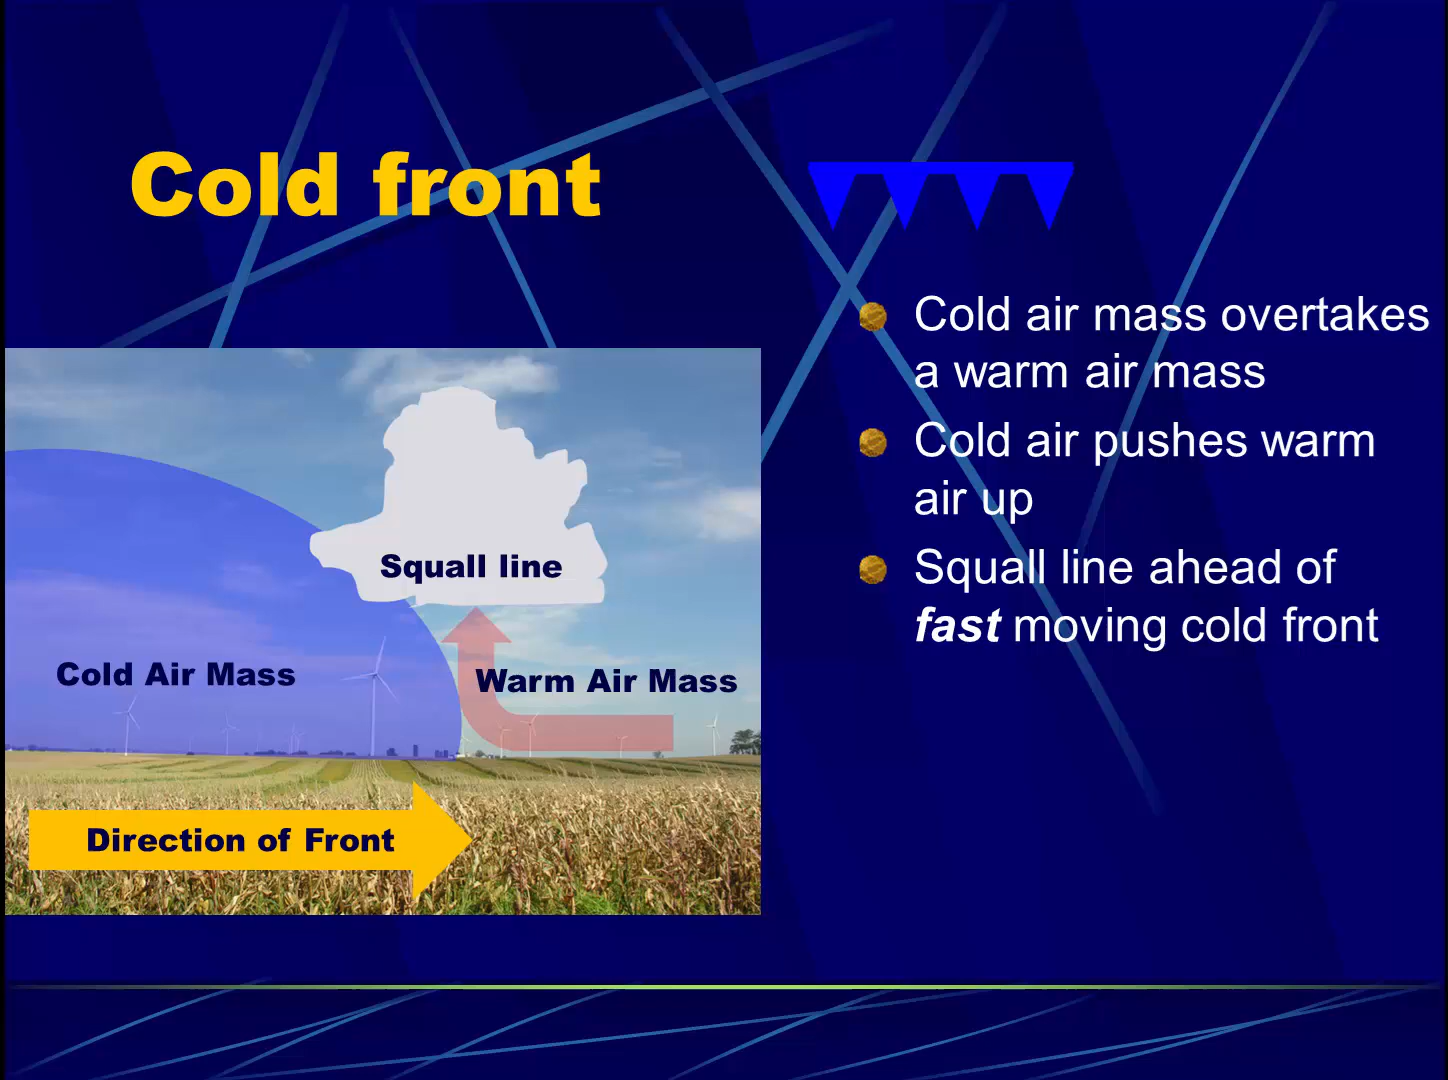 Cold front
Cold air mass overtakes
a warm air mass
Cold air pushes warm
air up
Squall line ahead of
fast moving cold front
Squall line
Cold Air Mass
Warm Air Mass
Direction of Front